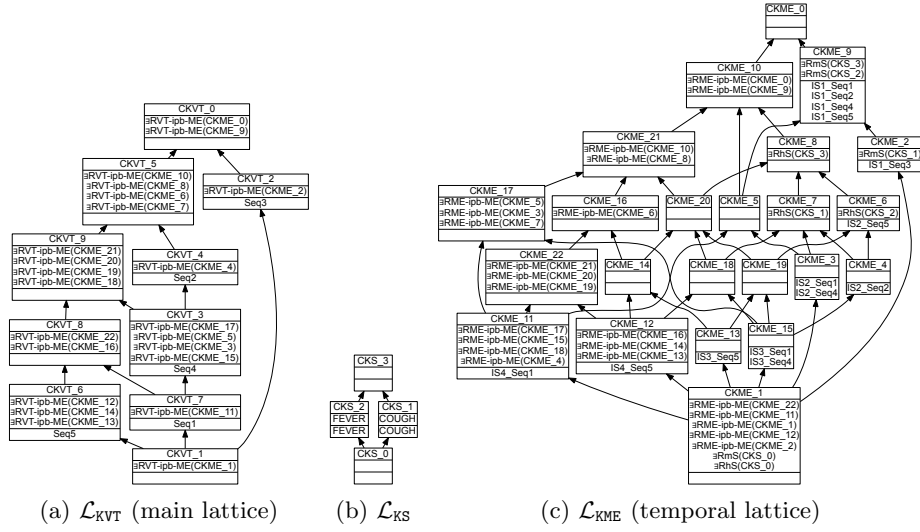 CKVT_0
∃RVT-ipb-ME(CKME_0)
∃RVT-ipb-ME(CKME_9)
CKVT_5
∃RVT-ipb-ME(CKME_10)
∃RVT-ipb-ME(CKME_8)
∃RVT-ipb-ME(CKME_6)
∃RVT-ipb-ME(CKME_7)
CKVT_2
∃RVT-ipb-ME(CKME_2)
Seq3
CKVT_9
∃RVT-ipb-ME(CKME_21)
∃RVT-ipb-ME(CKME_20)
∃RVT-ipb-ME(CKME_19)
∃RVT-ipb-ME(CKME_18)
CKVT_4
∃RVT-ipb-ME(CKME_4)
Seq2
CKVT_8
∃RVT-ipb-ME(CKME_22)
∃RVT-ipb-ME(CKME_16)
CKVT_3
∃RVT-ipb-ME(CKME_17)
∃RVT-ipb-ME(CKME_5)
∃RVT-ipb-ME(CKME_3)
∃RVT-ipb-ME(CKME_15)
Seq4
CKVT_6
∃RVT-ipb-ME(CKME_12)
∃RVT-ipb-ME(CKME_14)
∃RVT-ipb-ME(CKME_13)
Seq5
CKVT_7
∃RVT-ipb-ME(CKME_11)
Seq1
CKVT_1
∃RVT-ipb-ME(CKME_1)
(a) ℒKVT (main lattice)
CKS_3
CKS_2
FEVER
FEVER
CKS_1
COUGH
COUGH
CKS_0
(b) ℒKS
CKME_0
CKME_9
∃RmS(CKS_3)
∃RmS(CKS_2)
IS1_Seq1
IS1_Seq2
IS1_Seq4
IS1_Seq5
CKME_10
∃RME-ipb-ME(CKME_0)
∃RME-ipb-ME(CKME_9)
CKME_21
∃RME-ipb-ME(CKME_10)
∃RME-ipb-ME(CKME_8)
CKME_8
∃RhS(CKS_3)
CKME_2
∃RmS(CKS_1)
IS1_Seq3
CKME_17
∃RME-ipb-ME(CKME_5)
∃RME-ipb-ME(CKME_3)
∃RME-ipb-ME(CKME_7)
CKME_16
∃RME-ipb-ME(CKME_6)
CKME_20
CKME_5
CKME_7
∃RhS(CKS_1)
CKME_6
∃RhS(CKS_2)
IS2_Seq5
CKME_22
∃RME-ipb-ME(CKME_21)
∃RME-ipb-ME(CKME_20)
∃RME-ipb-ME(CKME_19)
CKME_14
CKME_18
CKME_19
CKME_3
IS2_Seq1
IS2_Seq4
CKME_4
IS2_Seq2
CKME_11
∃RME-ipb-ME(CKME_17)
∃RME-ipb-ME(CKME_15)
∃RME-ipb-ME(CKME_18)
∃RME-ipb-ME(CKME_4)
IS4_Seq1
CKME_12
∃RME-ipb-ME(CKME_16)
∃RME-ipb-ME(CKME_14)
∃RME-ipb-ME(CKME_13)
IS4_Seq5
CKME_13
IS3_Seq5
CKME_15
IS3_Seq1
IS3_Seq4
CKME_1
∃RME-ipb-ME(CKME_22)
∃RME-ipb-ME(CKME_11)
∃RME-ipb-ME(CKME_1)
∃RME-ipb-ME(CKME_12)
∃RME-ipb-ME(CKME_2)
∃RmS(CKS_0)
∃RhS(CKS_0)
(c) ℒKME (temporal lattice)